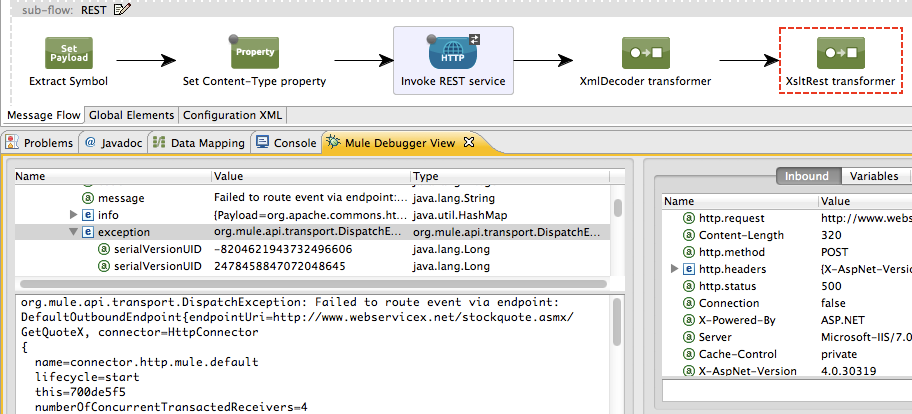 sub-flow: REST
Set Payload
Property
HTTP
Extract Symbol
Set Content-Type property
Invoke REST service
XmlDecoder transformer
XsltRest transformer
Message Flow Global Elements Configuration XML
Problems @ Javadoc Data Mapping Console Mule Debugger View
Name Value Type
message Failed to route event via endpoint:... java.lang.String
info {Payload=org.apache.commons.ht... java.util.HashMap
exception org.mule.api.transport.DispatchE... org.mule.api.transport.DispatchE...
serialVersionUID -8204621943732496606 java.lang.Long
serialVersionUID 2478458847072048645 java.lang.Long
org.mule.api.transport.DispatchException: Failed to route event via endpoint:
DefaultOutboundEndpoint{endpointUri=http://www.webservicex.net/stockquote.asmx/
GetQuoteX, connector=HttpConnector
{
name=connector.http.mule.default
lifecycle=start
this=700de5f5
numberOfConcurrentTransactedReceivers=4
Inbound Variables
Name Value
http.request http://www.webs
Content-Length 320
http.method POST
http.headers {X-AspNet-Versio
http.status 500
Connection false
X-Powered-By ASP.NET
Server Microsoft-IIS/7.0
Cache-Control private
X-AspNet-Version 4.0.30319